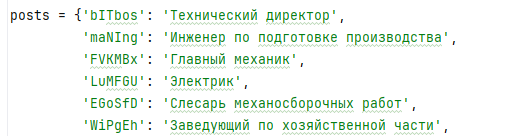 posts = {'bITbos': 'Технический директор',
'maNIng': 'Инженер по подготовке производства',
'FVKMBx': 'Главный механик',
'LuMFGU': 'Электрик',
'EGoSfD': 'Слесарь механосборочных работ',
'WiPgEh': 'Заведующий по хозяйственной части',